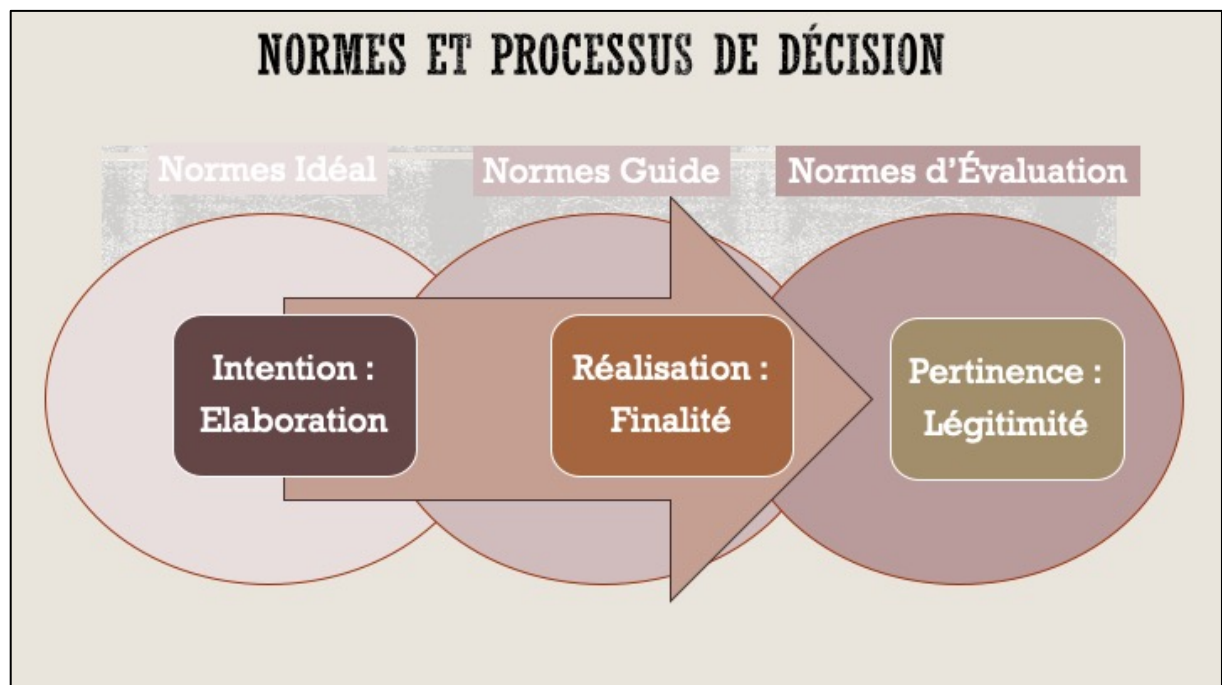 NORMES ET PROCESSUS DE DÉCISION
Normes Idéal
Normes Guide
Normes d'Évaluation
Intention :
Elaboration
Réalisation :
Finalité
Pertinence :
Légitimité